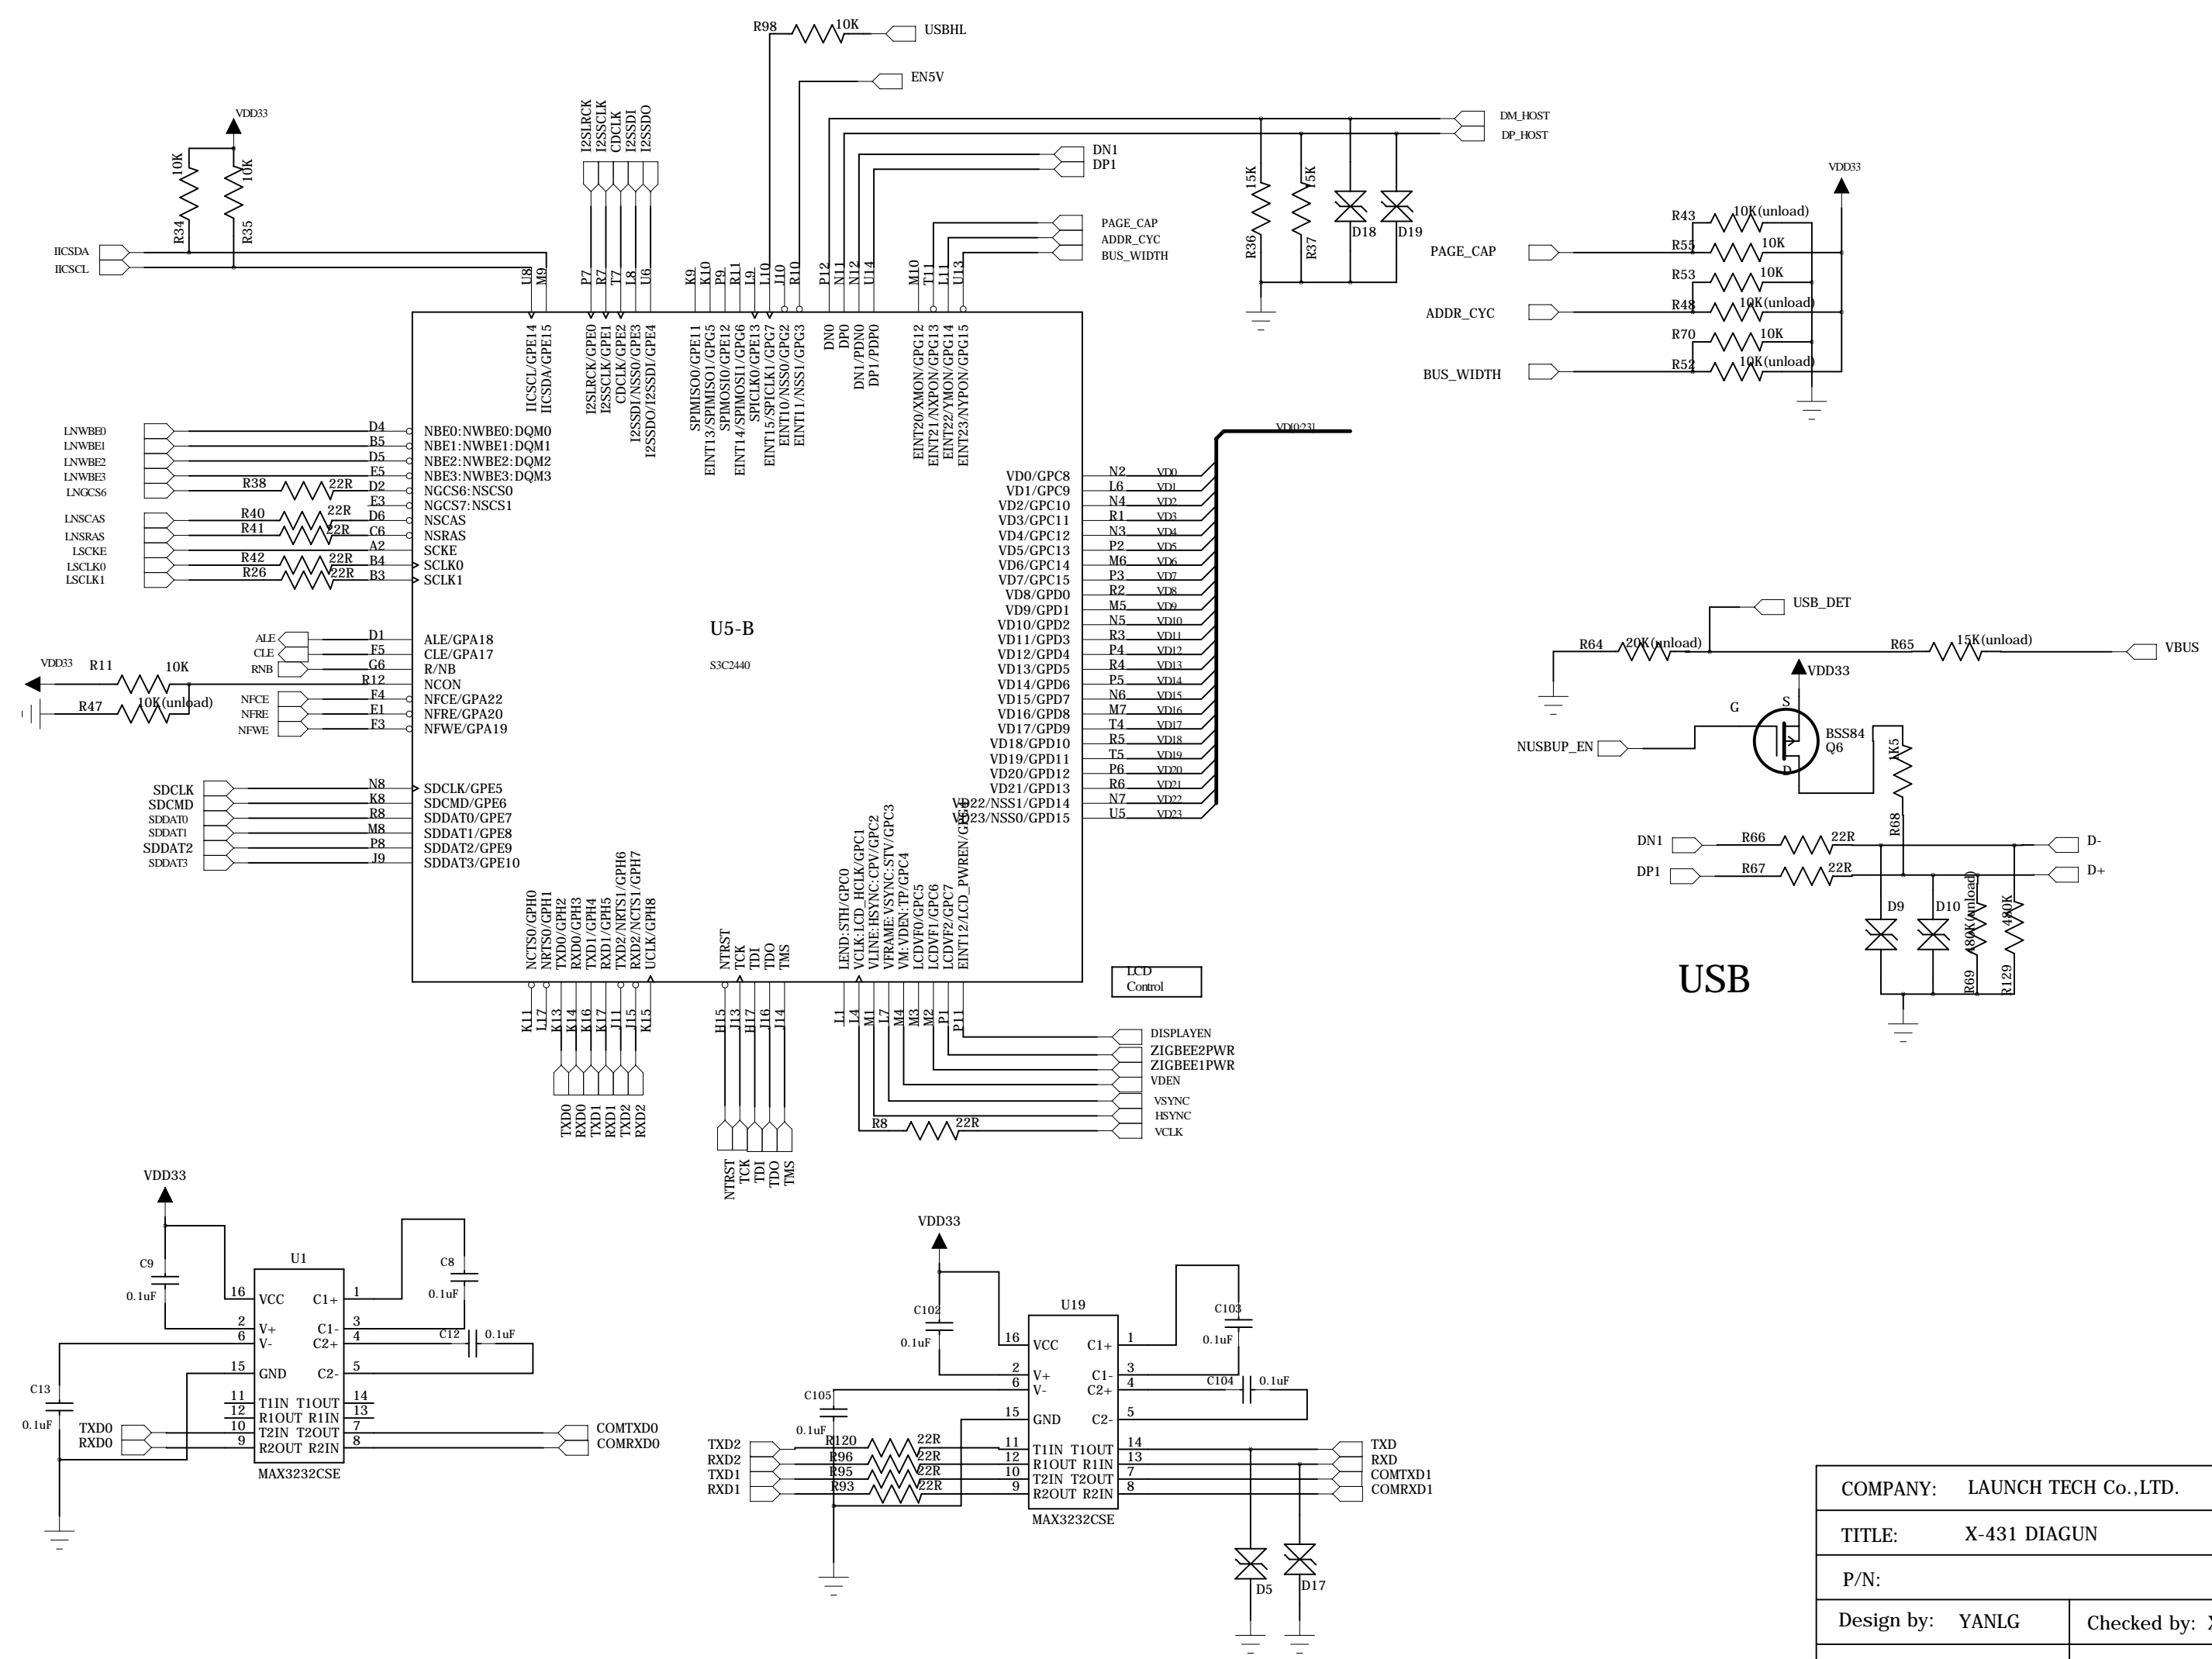 R98 10K USBHL
EN5V
VDD33
10K 10K
R34 R35
IICSDA
IICSCL
I2SLRCK
I2SSCLK
CDCLK
I2SSDI
I2SSDO
DM_HOST
DP_HOST
DN1
DP1
PAGE_CAP
ADDR_CYC
BUS_WIDTH
15K 15K
R36 R37 D18 D19
VDD33
R43 10K(unload)
PAGE_CAP R55 10K
R53 10K
ADDR_CYC R48 10K(unload)
R70 10K
BUS_WIDTH R52 10K(unload)
U8 M9 P7 R7 T7 L8 U6 K9 K10 P9 R11 L9 L10 J10 R10 P12 N11 N12 U14 M10 T11 L11 U13
IICSCL/GPE14
IICSDA/GPE15
I2SLRCK/GPE0
I2SSCLK/GPE1
CDCLK/GPE2
I2SSDI/NSS0/GPE3
I2SSDO/I2SSDI/GPE4
SPIMISO0/GPE11
EINT13/SPIMISO1/GPG5
SPIMOSI0/GPE12
EINT14/SPIMOSI1/GPG6
SPICLK0/GPE13
EINT15/SPICLK1/GPG7
EINT10/NSS0/GPG2
EINT11/NSS1/GPG3
DN0
DP0
DN1/PDN0
DP1/PDP0
EINT20/XMON/GPG12
EINT21/NXPON/GPG13
EINT22/YMON/GPG14
EINT23/NYPON/GPG15
LNWBE0 D4 NBE0:NWBE0:DQM0
LNWBE1 B5 NBE1:NWBE1:DQM1
LNWBE2 D5 NBE2:NWBE2:DQM2
LNWBE3 E5 NBE3:NWBE3:DQM3
LNGCS6 R38 22R D2 NGCS6:NSCS0
E3 NGCS7:NSCS1
LNSCAS R40 22R D6 NSCAS
LNSRAS R41 22R C6 NSRAS
LSCKE A2 SCKE
LSCLK0 R42 22R B4 SCLK0
LSCLK1 R26 22R B3 SCLK1
U5-B
S3C2440
ALE D1 ALE/GPA18
CLE F5 CLE/GPA17
RNB G6 R/NB
VDD33 R11 10K R12 NCON
R47 10K(unload)
NFCE F4 NFCE/GPA22
NFRE E1 NFRE/GPA20
NFWE F3 NFWE/GPA19
SDCLK N8 SDCLK/GPE5
SDCMD K8 SDCMD/GPE6
SDDAT0 R8 SDDAT0/GPE7
SDDAT1 M8 SDDAT1/GPE8
SDDAT2 P8 SDDAT2/GPE9
SDDAT3 J9 SDDAT3/GPE10
VD[0:23]
VD0/GPC8 N2 VD0
VD1/GPC9 L6 VD1
VD2/GPC10 N4 VD2
VD3/GPC11 R1 VD3
VD4/GPC12 N3 VD4
VD5/GPC13 P2 VD5
VD6/GPC14 M6 VD6
VD7/GPC15 P3 VD7
VD8/GPD0 R2 VD8
VD9/GPD1 M5 VD9
VD10/GPD2 N5 VD10
VD11/GPD3 R3 VD11
VD12/GPD4 P4 VD12
VD13/GPD5 R4 VD13
VD14/GPD6 P5 VD14
VD15/GPD7 N6 VD15
VD16/GPD8 M7 VD16
VD17/GPD9 T4 VD17
VD18/GPD10 R5 VD18
VD19/GPD11 T5 VD19
VD20/GPD12 P6 VD20
VD21/GPD13 R6 VD21
VD22/NSS1/GPD14 N7 VD22
VD23/NSS0/GPD15 U5 VD23
NCTS0/GPH0
NRTS0/GPH1
TXD0/GPH2
RXD0/GPH3
TXD1/GPH4
RXD1/GPH5
TXD2/NRTS1/GPH6
RXD2/NCTS1/GPH7
UCLK/GPH8
NTRST
TCK
TDI
TDO
TMS
LEND:STH/GPC0
VCLK:LCD_HCLK/GPC1
VLINE:HSYNC:CPV/GPC2
VFRAME:VSYNC:STV/GPC3
VM:VDEN:TP/GPC4
LCDVF0/GPC5
LCDVF1/GPC6
LCDVF2/GPC7
EINT12/LCD_PWREN/GPG4
K11 L17 K13 K14 K16 K17 J11 J15 K15 H15 J13 H17 J16 J14 L1 L4 M1 L7 M4 M3 M2 P1 P11
LCD
Control
TXD0
RXD0
TXD1
RXD1
TXD2
RXD2
NTRST
TCK
TDI
TDO
TMS
DISPLAYEN
ZIGBEE2PWR
ZIGBEE1PWR
VDEN
VSYNC
HSYNC
R8 22R VCLK
USB_DET
R64 20K(unload) R65 15K(unload) VBUS
VDD33
G S
BSS84
Q6
D
NUSBUP_EN
1K5
R68
DN1 R66 22R D-
DP1 R67 22R D+
D9 D10 480K(unload) 480K
R69 R129
USB
VDD33
C9 0.1uF
U1
C8 0.1uF
16 VCC C1+ 1
2 V+ C1- 3
6 V- C2+ 4 C12 0.1uF
15 GND C2- 5
C13 0.1uF
11 T1IN T1OUT 14
12 R1OUT R1IN 13
TXD0 10 T2IN T2OUT 7 COMTXD0
RXD0 9 R2OUT R2IN 8 COMRXD0
MAX3232CSE
VDD33
C102 0.1uF
U19
C103 0.1uF
16 VCC C1+ 1
2 V+ C1- 3
6 V- C2+ 4 C104 0.1uF
C105 0.1uF
15 GND C2- 5
TXD2 R120 22R 11 T1IN T1OUT 14 TXD
RXD2 R96 22R 12 R1OUT R1IN 13 RXD
TXD1 R95 22R 10 T2IN T2OUT 7 COMTXD1
RXD1 R93 22R 9 R2OUT R2IN 8 COMRXD1
MAX3232CSE
D5 D17
COMPANY: LAUNCH TECH Co.,LTD.
TITLE: X-431 DIAGUN
P/N:
Design by: YANLG Checked by: